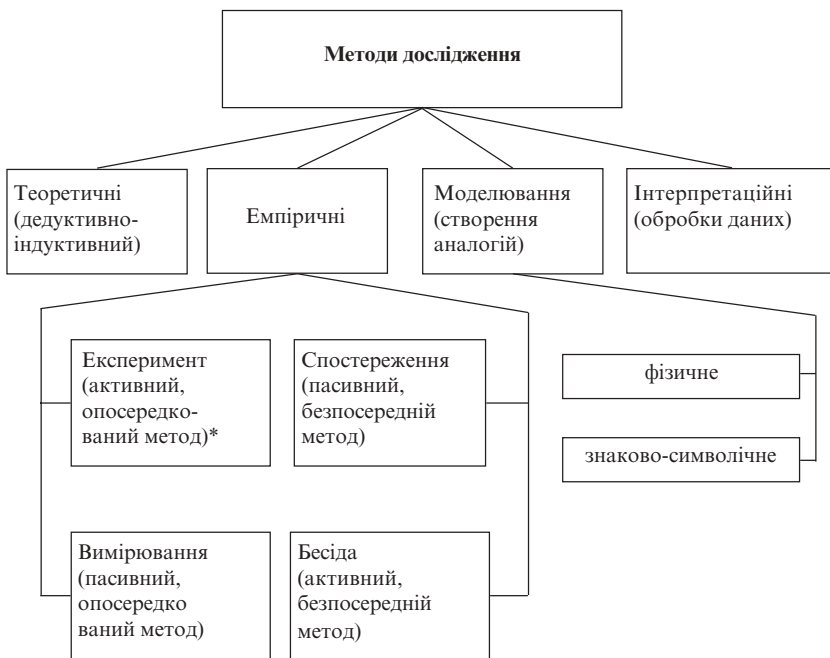 Методи дослідження
Теоретичні
(дедуктивно-
індуктивний)
Емпіричні
Моделювання
(створення
аналогій)
Інтерпретаційні
(обробки даних)
Експеримент
(активний,
опосередко-
ваний метод)*
Спостереження
(пасивний,
безпосередній
метод)
фізичне
знаково-символічне
Вимірювання
(пасивний,
опосередко
ваний метод)
Бесіда
(активний,
безпосередній
метод)